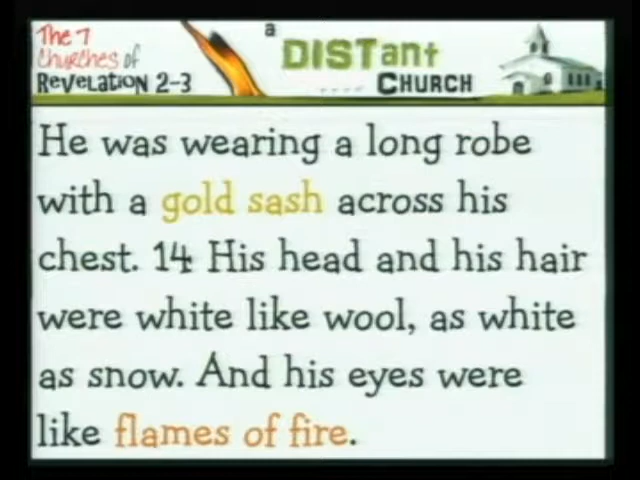 The 7
Churches of
Revelation 2-3
a
DISTant
.... CHURCH
He was wearing a long robe
with a gold sash across his
chest. 14 His head and his hair
were white like wool, as white
as snow. And his eyes were
like flames of fire.